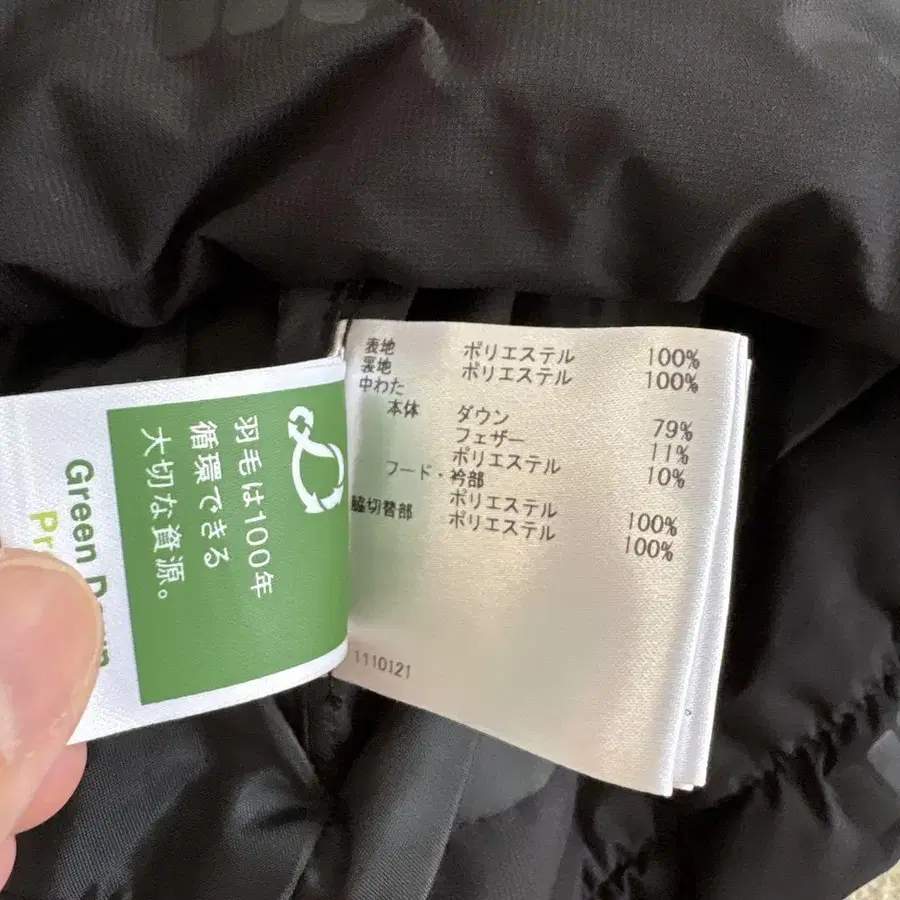 羽毛は100年
循環できる
大切な資源。
Green Down
Pr
表地 ポリエステル 100%
裏地 ポリエステル 100%
中わた
本体 ダウン 79%
フェザー 11%
ポリエステル 10%
フード・衿部
ポリエステル 100%
脇切替部 ポリエステル 100%
1110121